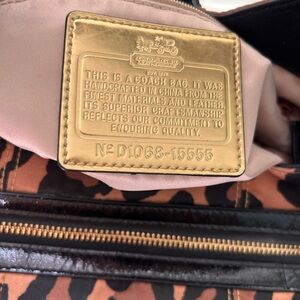 THIS IS A COACH BAG. IT WAS
HANDCRAFTED IN CHINA FROM THE
FINEST MATERIALS AND LEATHER
ITS SUPERIOR CRAFTSMANSHIP
REFLECTS OUR COMMITMENT TO
ENDURING QUALITY.
Nº D1068-15555